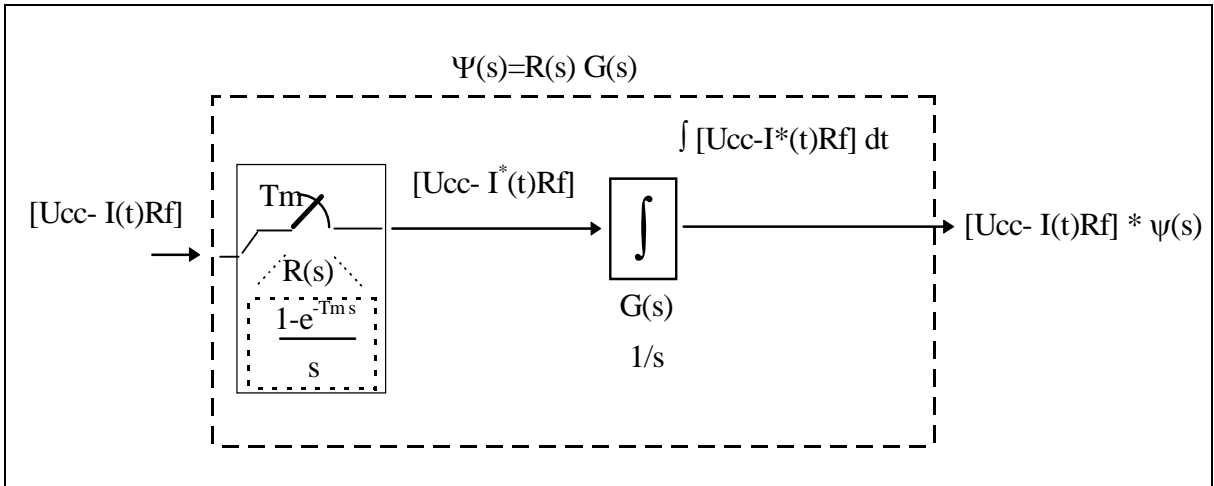 Ψ(s)=R(s) G(s)
∫ [Ucc-I*(t)Rf] dt
[Ucc- I(t)Rf]
Tm
[Ucc- I*(t)Rf]
∫
[Ucc- I(t)Rf] * ψ(s)
R(s)
1-e-Tm s
s
G(s)
1/s